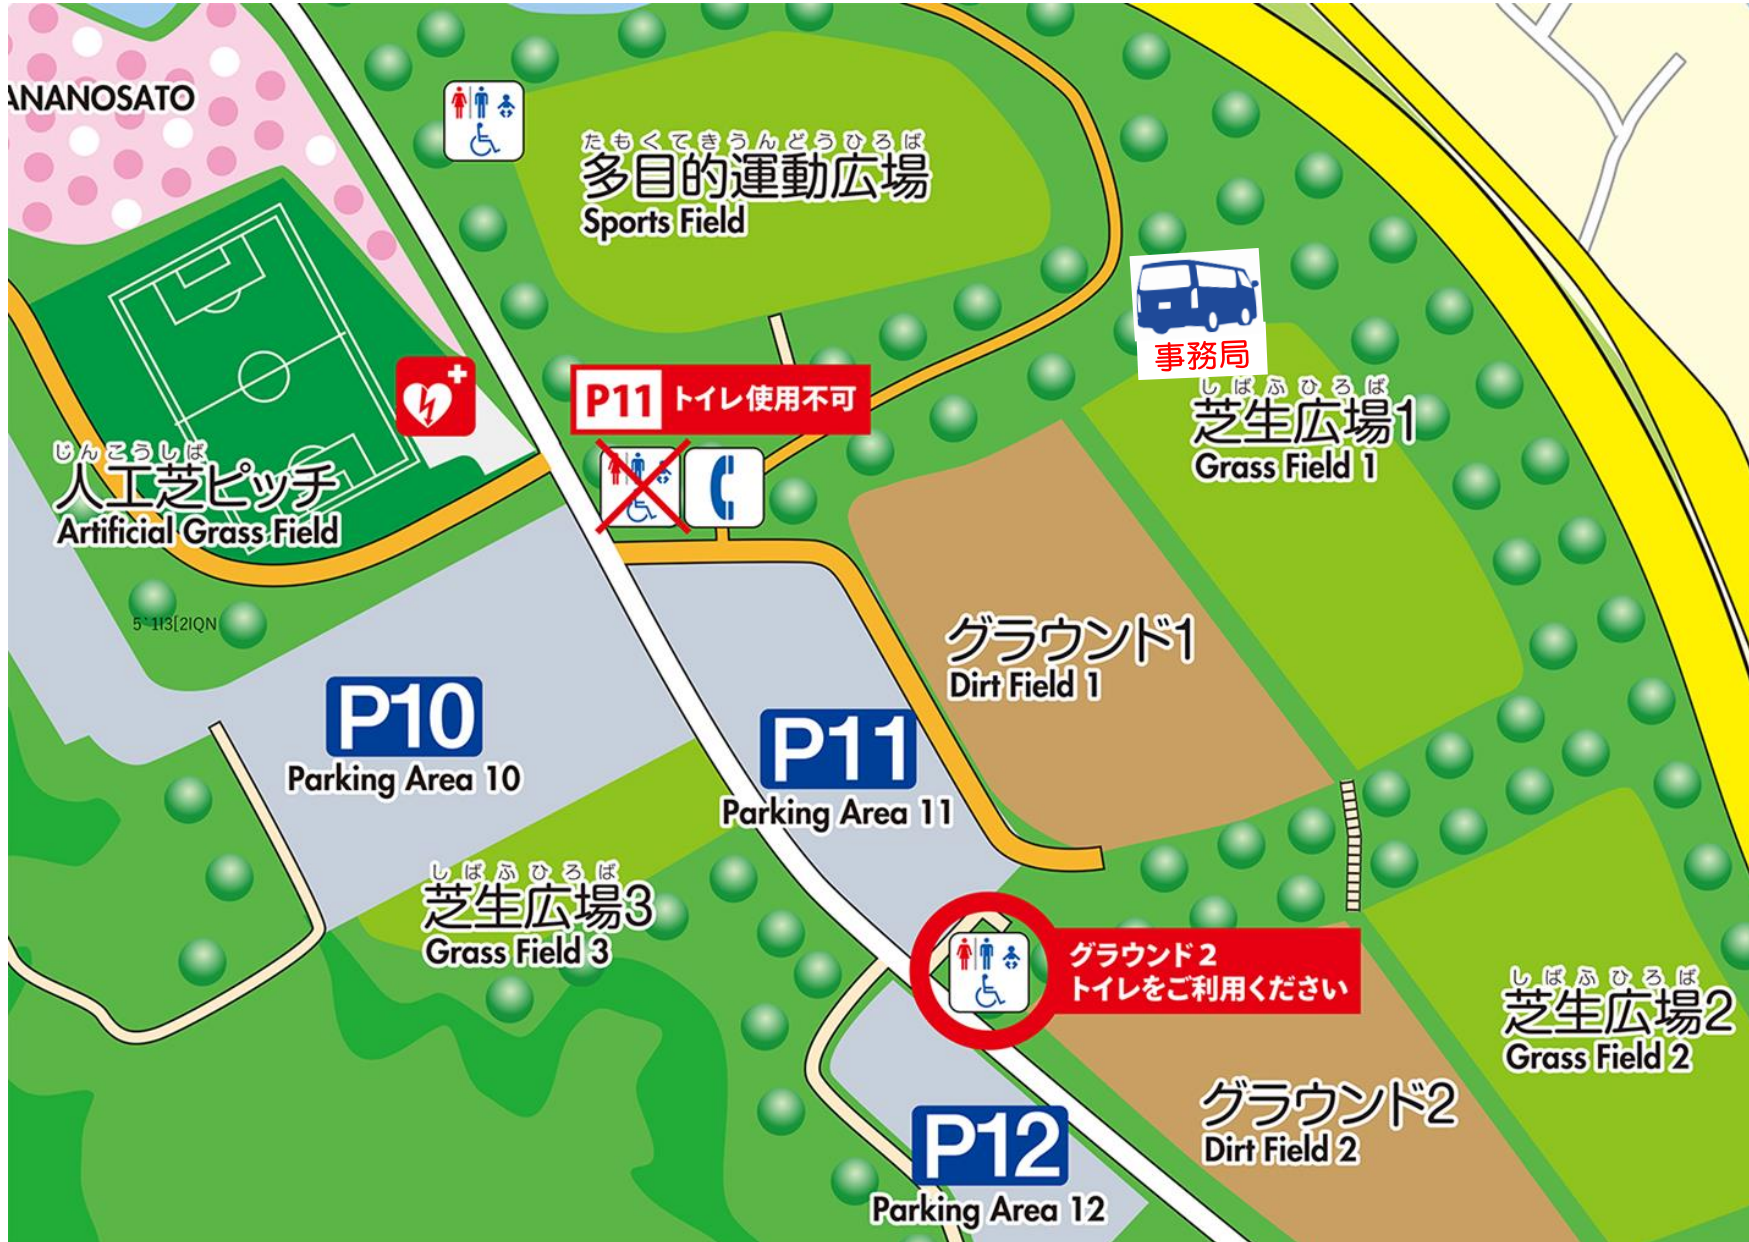 ANANOSATO
たもくてきうんどうひろば
多目的運動広場
Sports Field
事務局
しばふひろば
芝生広場1
Grass Field 1
P11 トイレ使用不可
じんこうしば
人工芝ピッチ
Artificial Grass Field
5`1I3[2IQN
グラウンド1
Dirt Field 1
P10
Parking Area 10
P11
Parking Area 11
しばふひろば
芝生広場3
Grass Field 3
グラウンド2
トイレをご利用ください
しばふひろば
芝生広場2
Grass Field 2
グラウンド2
Dirt Field 2
P12
Parking Area 12